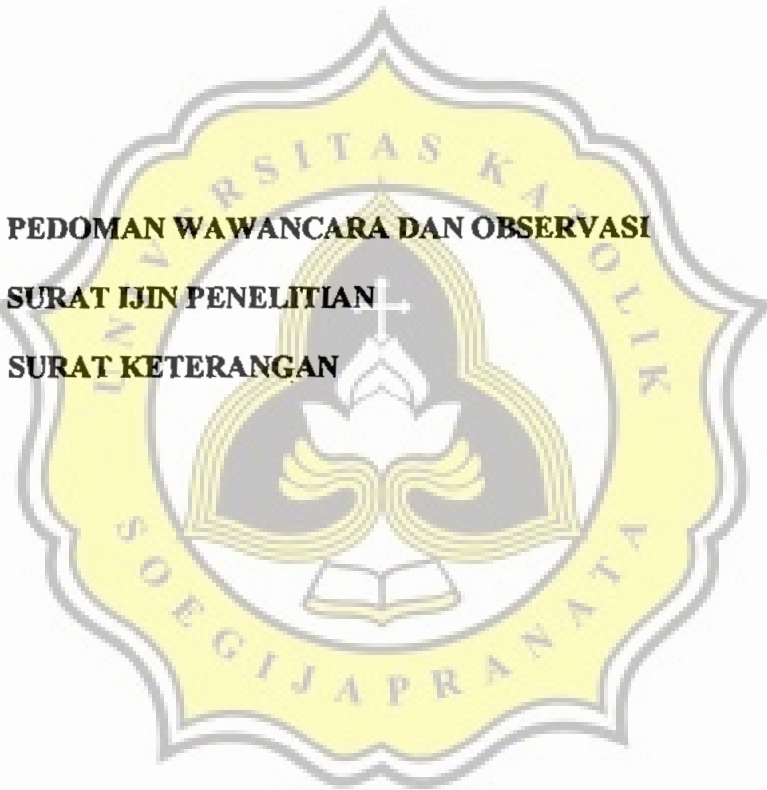 PEDOMAN WAWANCARA DAN OBSERVASI
SURAT IJIN PENELITIAN
SURAT KETERANGAN
UNIVERSITAS KATOLIK
SOEGIJAPRANATA